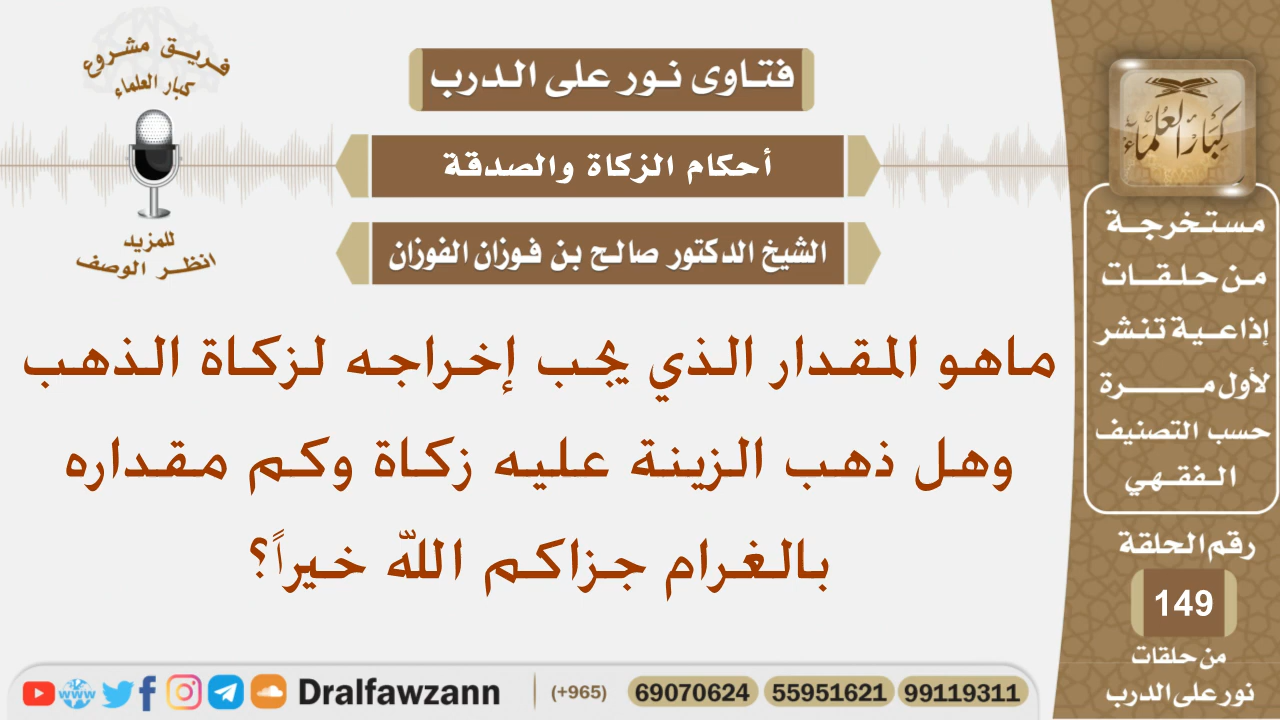 فريق مشروع
كبار العلماء
للمزيد
انظر الوصف
فتاوى نور على الدرب
أحكام الزكاة والصدقة
الشيخ الدكتور صالح بن فوزان الفوزان
ماهو المقدار الذي يجب إخراجه لزكاة الذهب
وهل ذهب الزينة عليه زكاة وكم مقداره
بالغرام جزاكم الله خيراً؟
كبار العلماء
مستخرجة
من حلقات
إذاعية تنشر
لأول مرة
حسب التصنيف
الفقهي
رقم الحلقة
149
من حلقات
نور على الدرب
www Dralfawzann (+965) 69070624 55951621 99119311